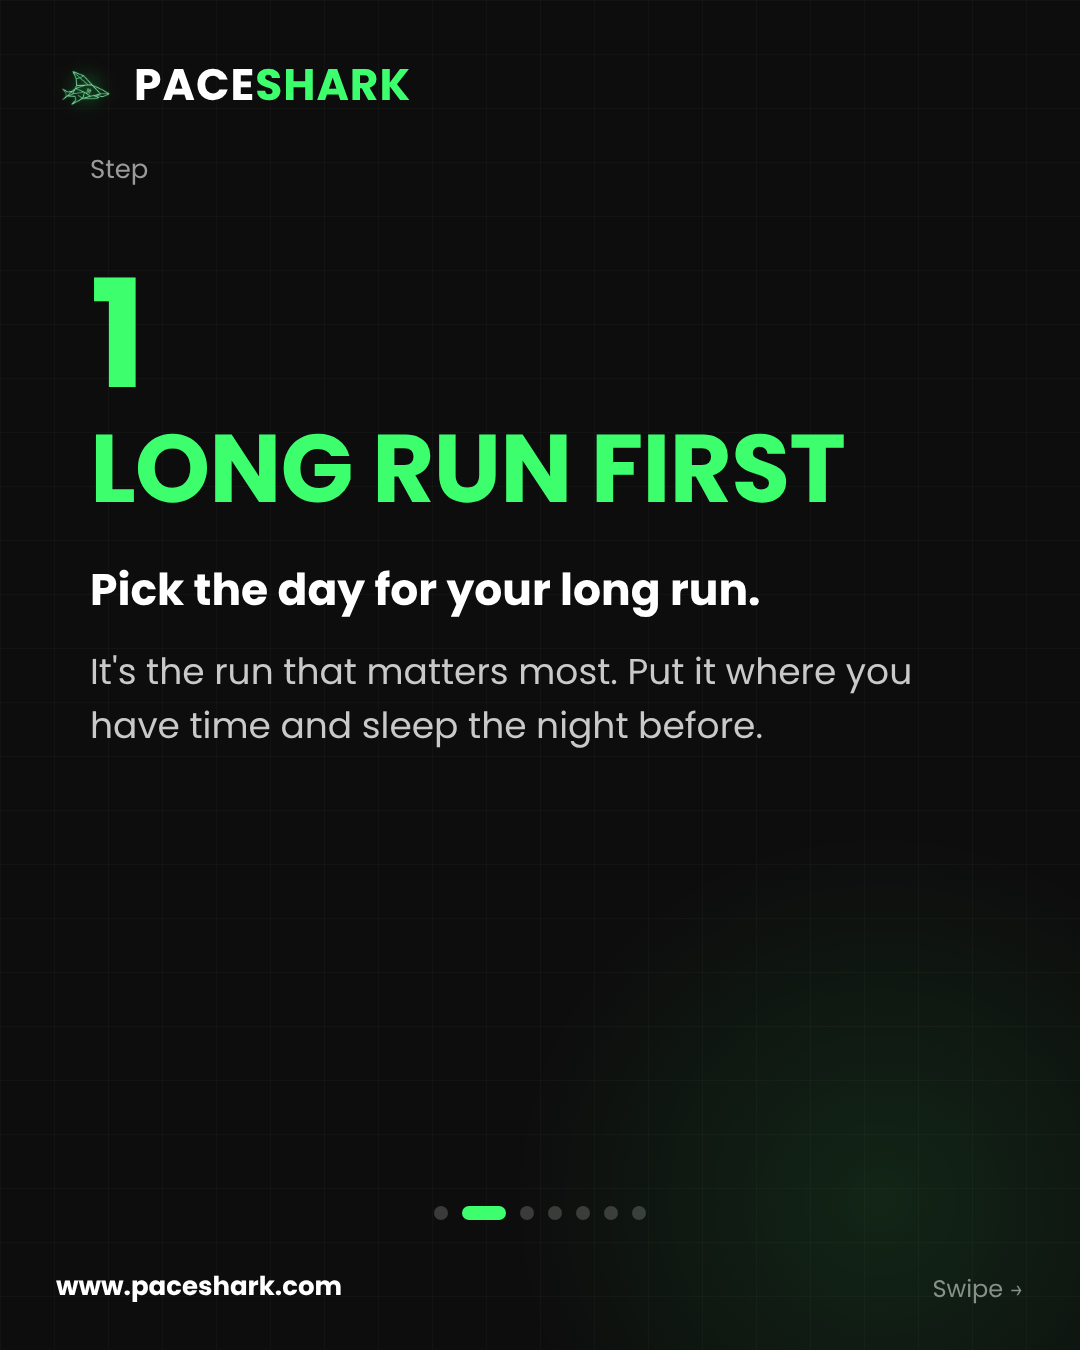 PACESHARK
Step
1
LONG RUN FIRST
Pick the day for your long run.
It's the run that matters most. Put it where you
have time and sleep the night before.
www.paceshark.com
Swipe →